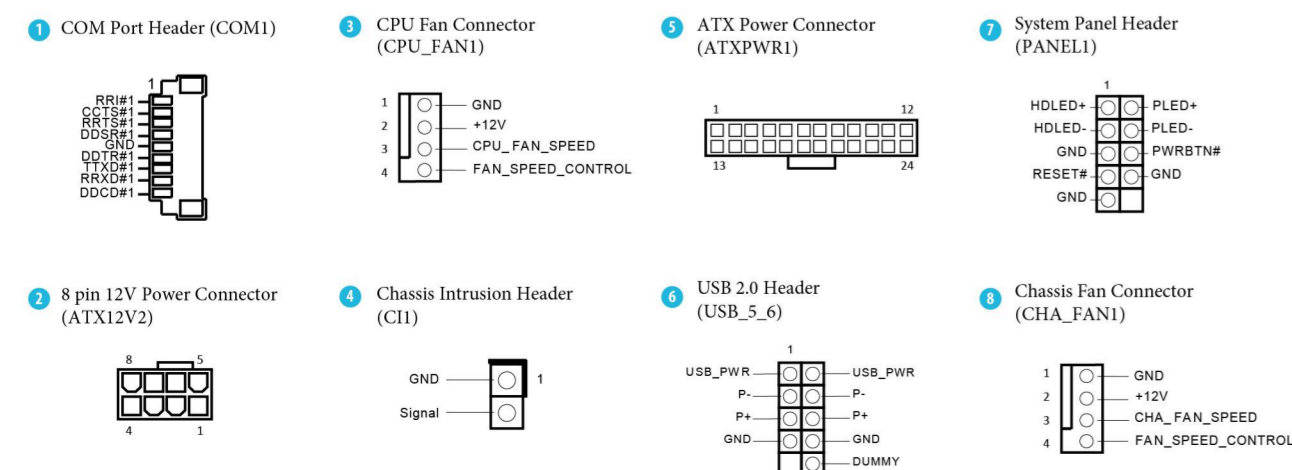 1 COM Port Header (COM1)
1
RRI#1
CCTS#1
RRTS#1
DDSR#1
GND
DDTR#1
TTXD#1
RRXD#1
DDCD#1
3 CPU Fan Connector
(CPU_FAN1)
1 GND
2 +12V
3 CPU_FAN_SPEED
4 FAN_SPEED_CONTROL
5 ATX Power Connector
(ATXPWR1)
1 12
13 24
7 System Panel Header
(PANEL1)
1
HDLED+ PLED+
HDLED- PLED-
GND PWRBTN#
RESET# GND
GND
2 8 pin 12V Power Connector
(ATX12V2)
8 5
4 1
4 Chassis Intrusion Header
(CI1)
GND 1
Signal
6 USB 2.0 Header
(USB_5_6)
1
USB_PWR USB_PWR
P- P-
P+ P+
GND GND
DUMMY
8 Chassis Fan Connector
(CHA_FAN1)
1 GND
2 +12V
3 CHA_FAN_SPEED
4 FAN_SPEED_CONTROL